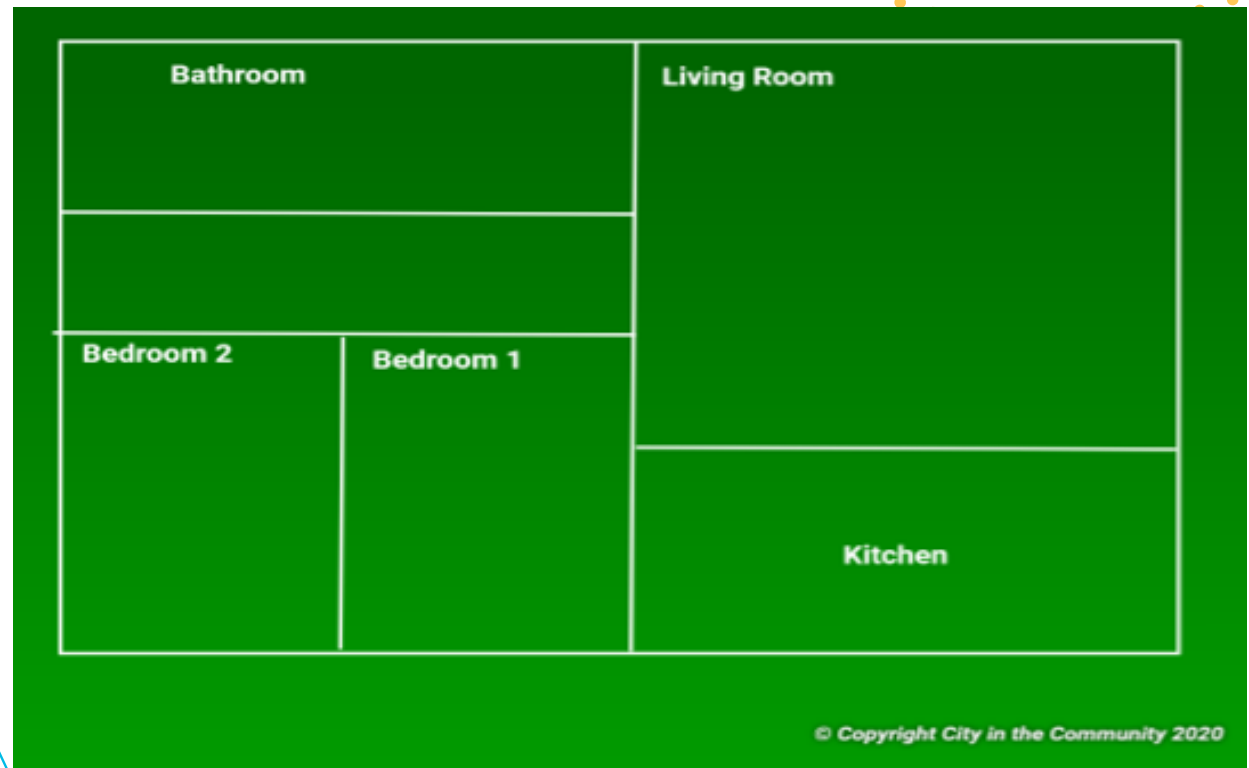 Bathroom
Living Room
Bedroom 2
Bedroom 1
Kitchen
© Copyright City in the Community 2020